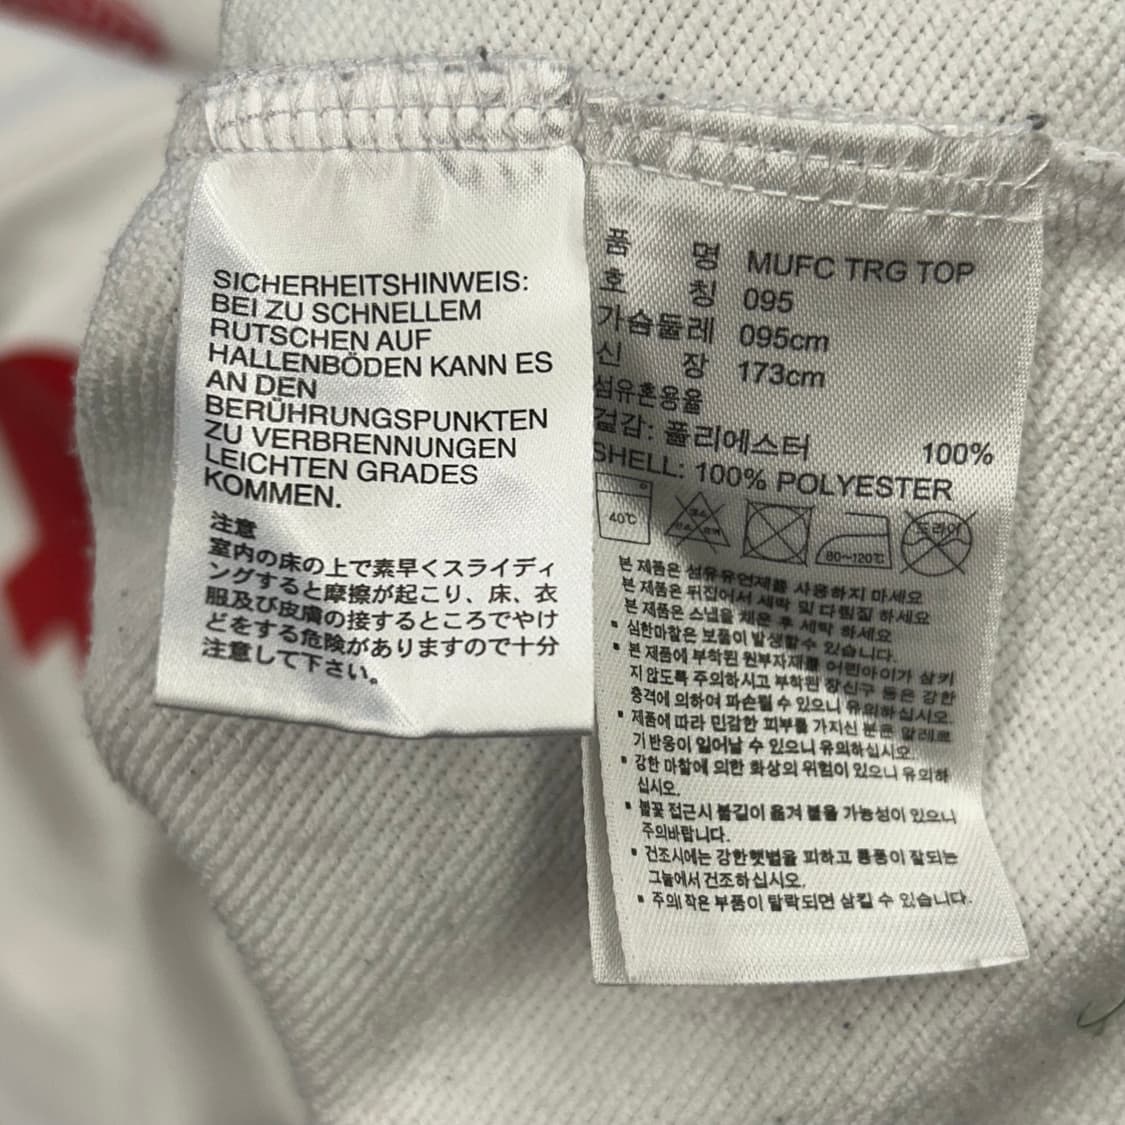 SICHERHEITSHINWEIS:
BEI ZU SCHNELLEM
RUTSCHEN AUF
HALLENBÖDEN KANN ES
AN DEN
BERÜHRUNGSPUNKTEN
ZU VERBRENNUNGEN
LEICHTEN GRADES
KOMMEN.
注意
室内の床の上で素早くスライディ
ングすると摩擦が起こり、床、衣
服及び皮膚の接するところでやけ
どをする危険がありますので十分
注意して下さい。
품 명 MUFC TRG TOP
호 칭 095
가슴둘레 095cm
신 장 173cm
섬유혼용율
겉감: 폴리에스터 100%
SHELL: 100% POLYESTER
40℃
80~120℃
드라이
본 제품은 섬유유연제를 사용하지 마세요
본 제품은 뒤집어서 세탁 및 다림질 하세요
본 제품은 스냅을 채운 후 세탁 하세요
▪ 심한마찰은 보풀이 발생할수 있습니다.
▪ 본 제품에 부착된 원부자재를 어린아이가 삼키
지 않도록 주의하시고 부착된 장신구 등은 강한
충격에 의하여 파손될 수 있으니 유의하십시오.
▪ 제품에 따라 민감한 피부를 가지신 분은 알레르
기 반응이 일어날 수 있으니 유의하십시오.
▪ 강한 마찰에 의한 화상의 위험이 있으니 유의하
십시오.
▪ 불꽃 접근시 불길이 옮겨 붙을 가능성이 있으니
주의바랍니다.
▪ 건조시에는 강한햇볕을 피하고 통풍이 잘되는
그늘에서 건조하십시오.
▪ 주의|작은 부품이 탈락되면 삼킬 수 있습니다.